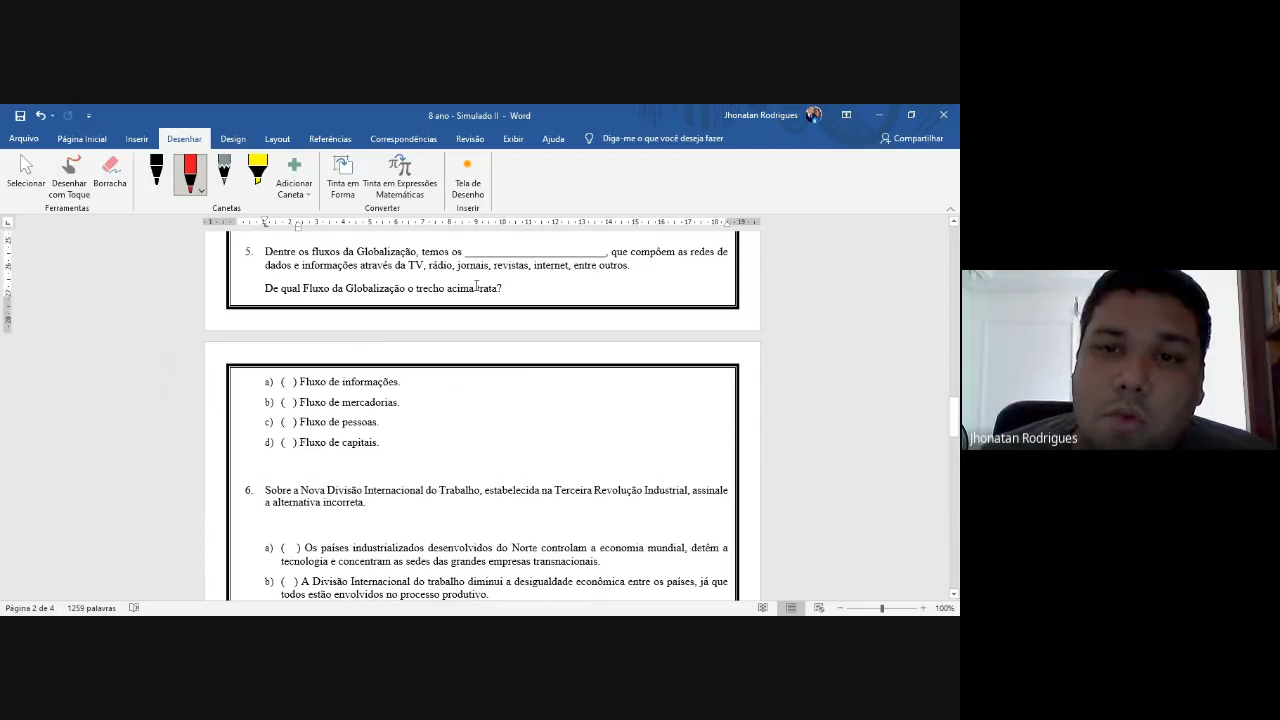 8 ano - Simulado II - Word
Jhonatan Rodrigues
Arquivo Página Inicial Inserir Desenhar Design Layout Referências Correspondências Revisão Exibir Ajuda Diga-me o que você deseja fazer Compartilhar
Selecionar
Desenhar com Toque
Borracha
Adicionar Caneta
Tinta em Forma
Tinta em Expressões Matemáticas
Tela de Desenho
Ferramentas Canetas Converter Inserir
5. Dentre os fluxos da Globalização, temos os __________________________, que compõem as redes de
dados e informações através da TV, rádio, jornais, revistas, internet, entre outros.
De qual Fluxo da Globalização o trecho acima trata?
a) ( ) Fluxo de informações.
b) ( ) Fluxo de mercadorias.
c) ( ) Fluxo de pessoas.
d) ( ) Fluxo de capitais.
6. Sobre a Nova Divisão Internacional do Trabalho, estabelecida na Terceira Revolução Industrial, assinale
a alternativa incorreta.
a) ( ) Os países industrializados desenvolvidos do Norte controlam a economia mundial, detêm a
tecnologia e concentram as sedes das grandes empresas transnacionais.
b) ( ) A Divisão Internacional do trabalho diminui a desigualdade econômica entre os países, já que
todos estão envolvidos no processo produtivo.
Página 2 de 4 1259 palavras 100%
Jhonatan Rodrigues